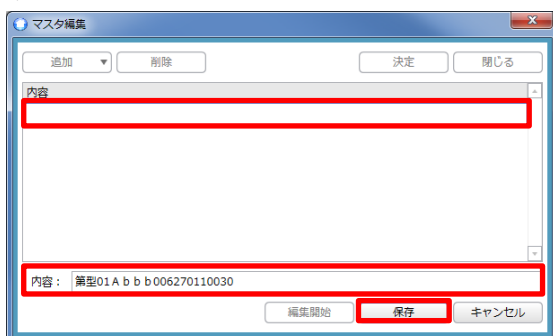 マスタ編集
追加 ▼ 削除 決定 閉じる
内容
内容： 第型01Ａｂｂｂ006270110030
編集開始 保存 キャンセル